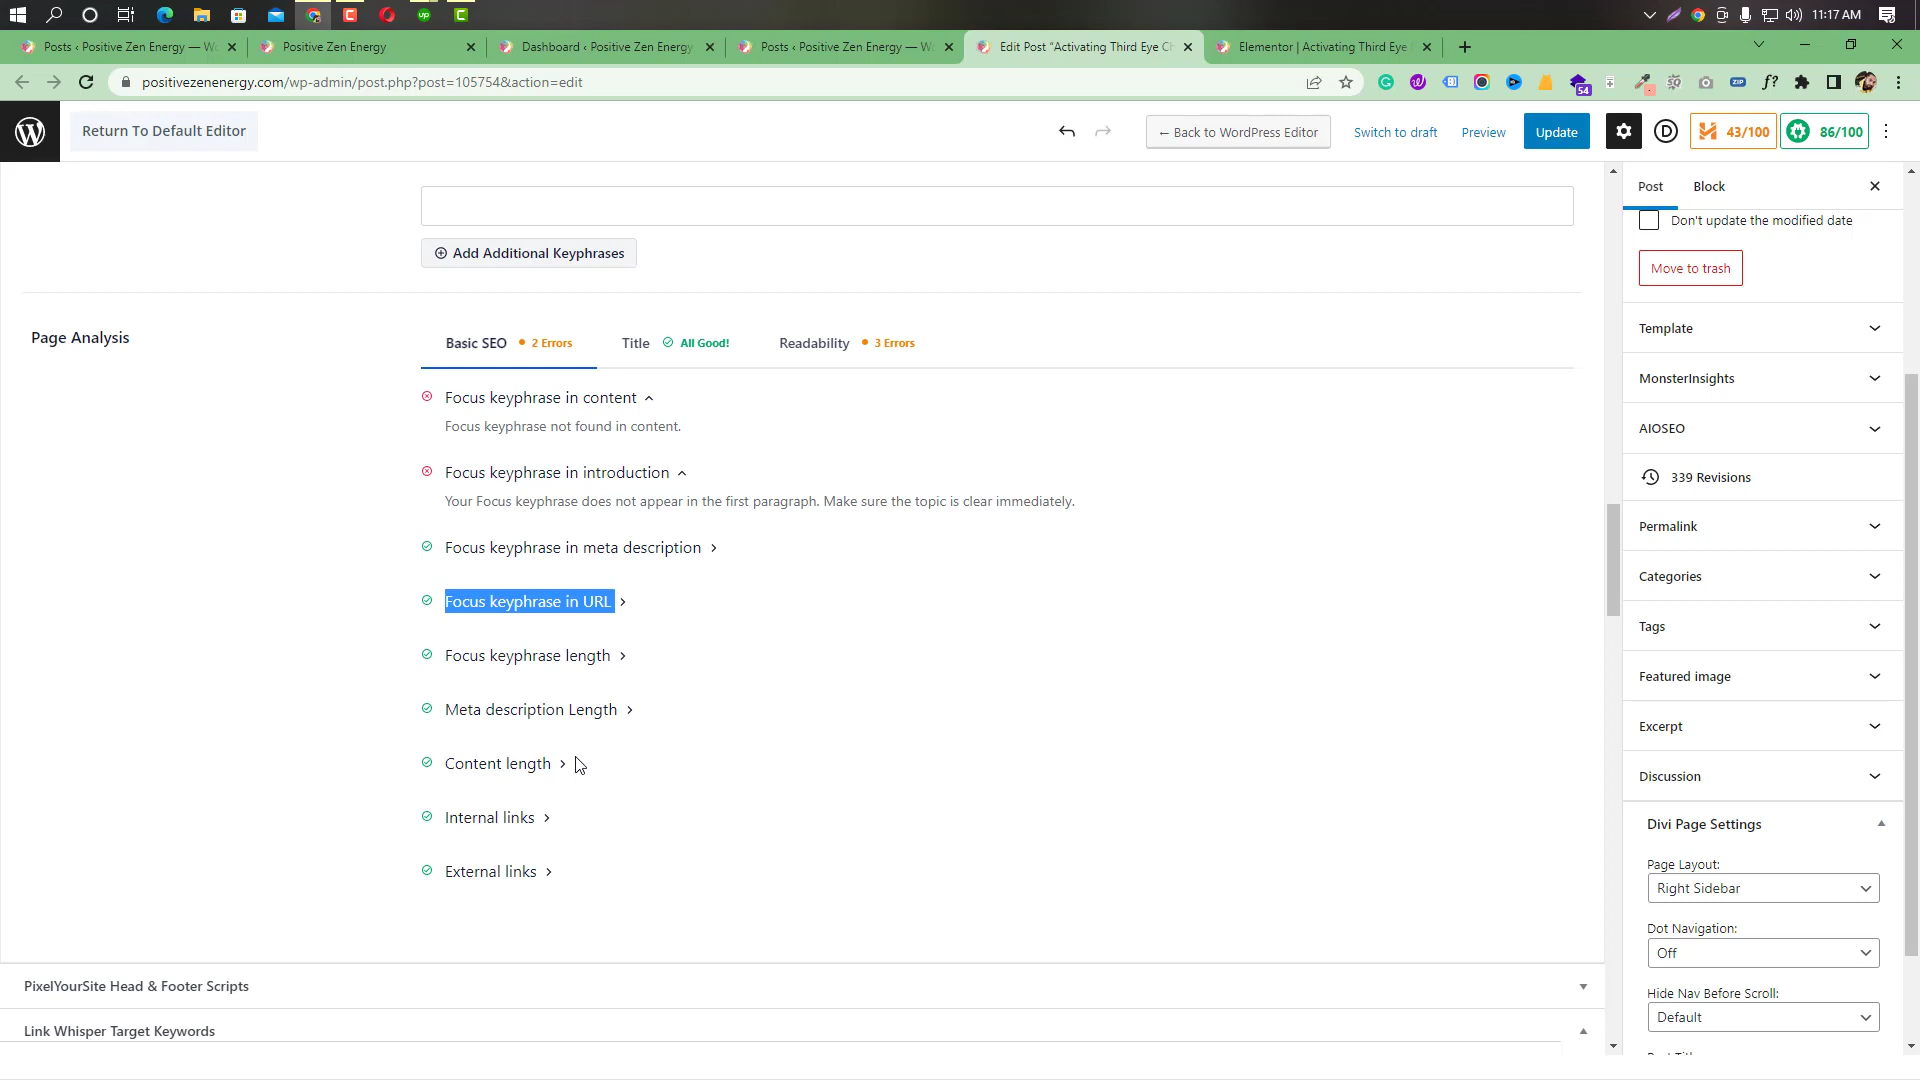 11:17 AM
Posts ‹ Positive Zen Energy — W
Positive Zen Energy
Dashboard ‹ Positive Zen Energy
Posts ‹ Positive Zen Energy — W
Edit Post "Activating Third Eye Ch
Elementor | Activating Third Eye
positivezenenergy.com/wp-admin/post.php?post=105754&action=edit
54
ZIP
f?
Return To Default Editor
← Back to WordPress Editor
Switch to draft
Preview
Update
D
43/100
86/100
Post
Block
Don't update the modified date
Add Additional Keyphrases
Move to trash
Page Analysis
Basic SEO
2 Errors
Title
All Good!
Readability
3 Errors
Focus keyphrase in content
Focus keyphrase not found in content.
Focus keyphrase in introduction
Your Focus keyphrase does not appear in the first paragraph. Make sure the topic is clear immediately.
Focus keyphrase in meta description
Focus keyphrase in URL
Focus keyphrase length
Meta description Length
Content length
Internal links
External links
Template
MonsterInsights
AIOSEO
339 Revisions
Permalink
Categories
Tags
Featured image
Excerpt
Discussion
Divi Page Settings
Page Layout:
Right Sidebar
Dot Navigation:
Off
Hide Nav Before Scroll:
Default
PixelYourSite Head & Footer Scripts
Link Whisper Target Keywords